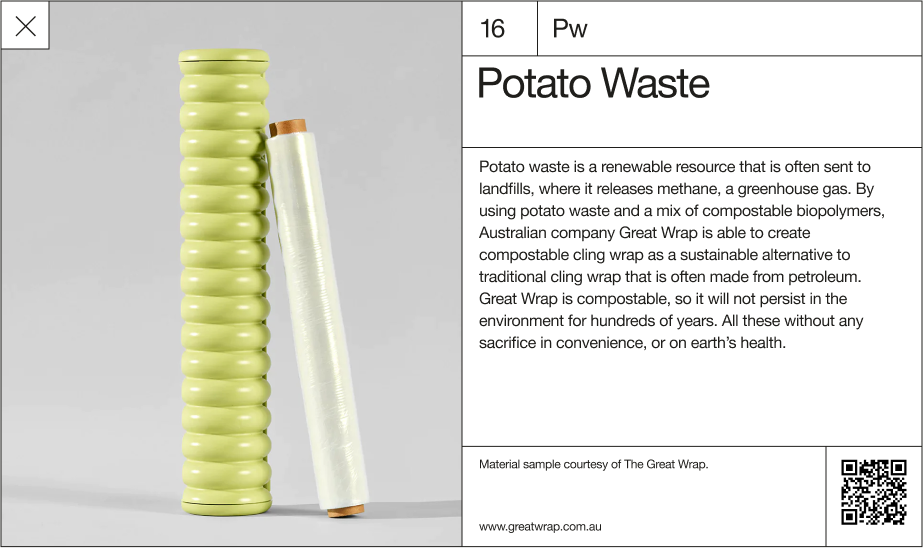 16
Pw
Potato Waste
Potato waste is a renewable resource that is often sent to
landfills, where it releases methane, a greenhouse gas. By
using potato waste and a mix of compostable biopolymers,
Australian company Great Wrap is able to create
compostable cling wrap as a sustainable alternative to
traditional cling wrap that is often made from petroleum.
Great Wrap is compostable, so it will not persist in the
environment for hundreds of years. All these without any
sacrifice in convenience, or on earth’s health.
Material sample courtesy of The Great Wrap.
www.greatwrap.com.au